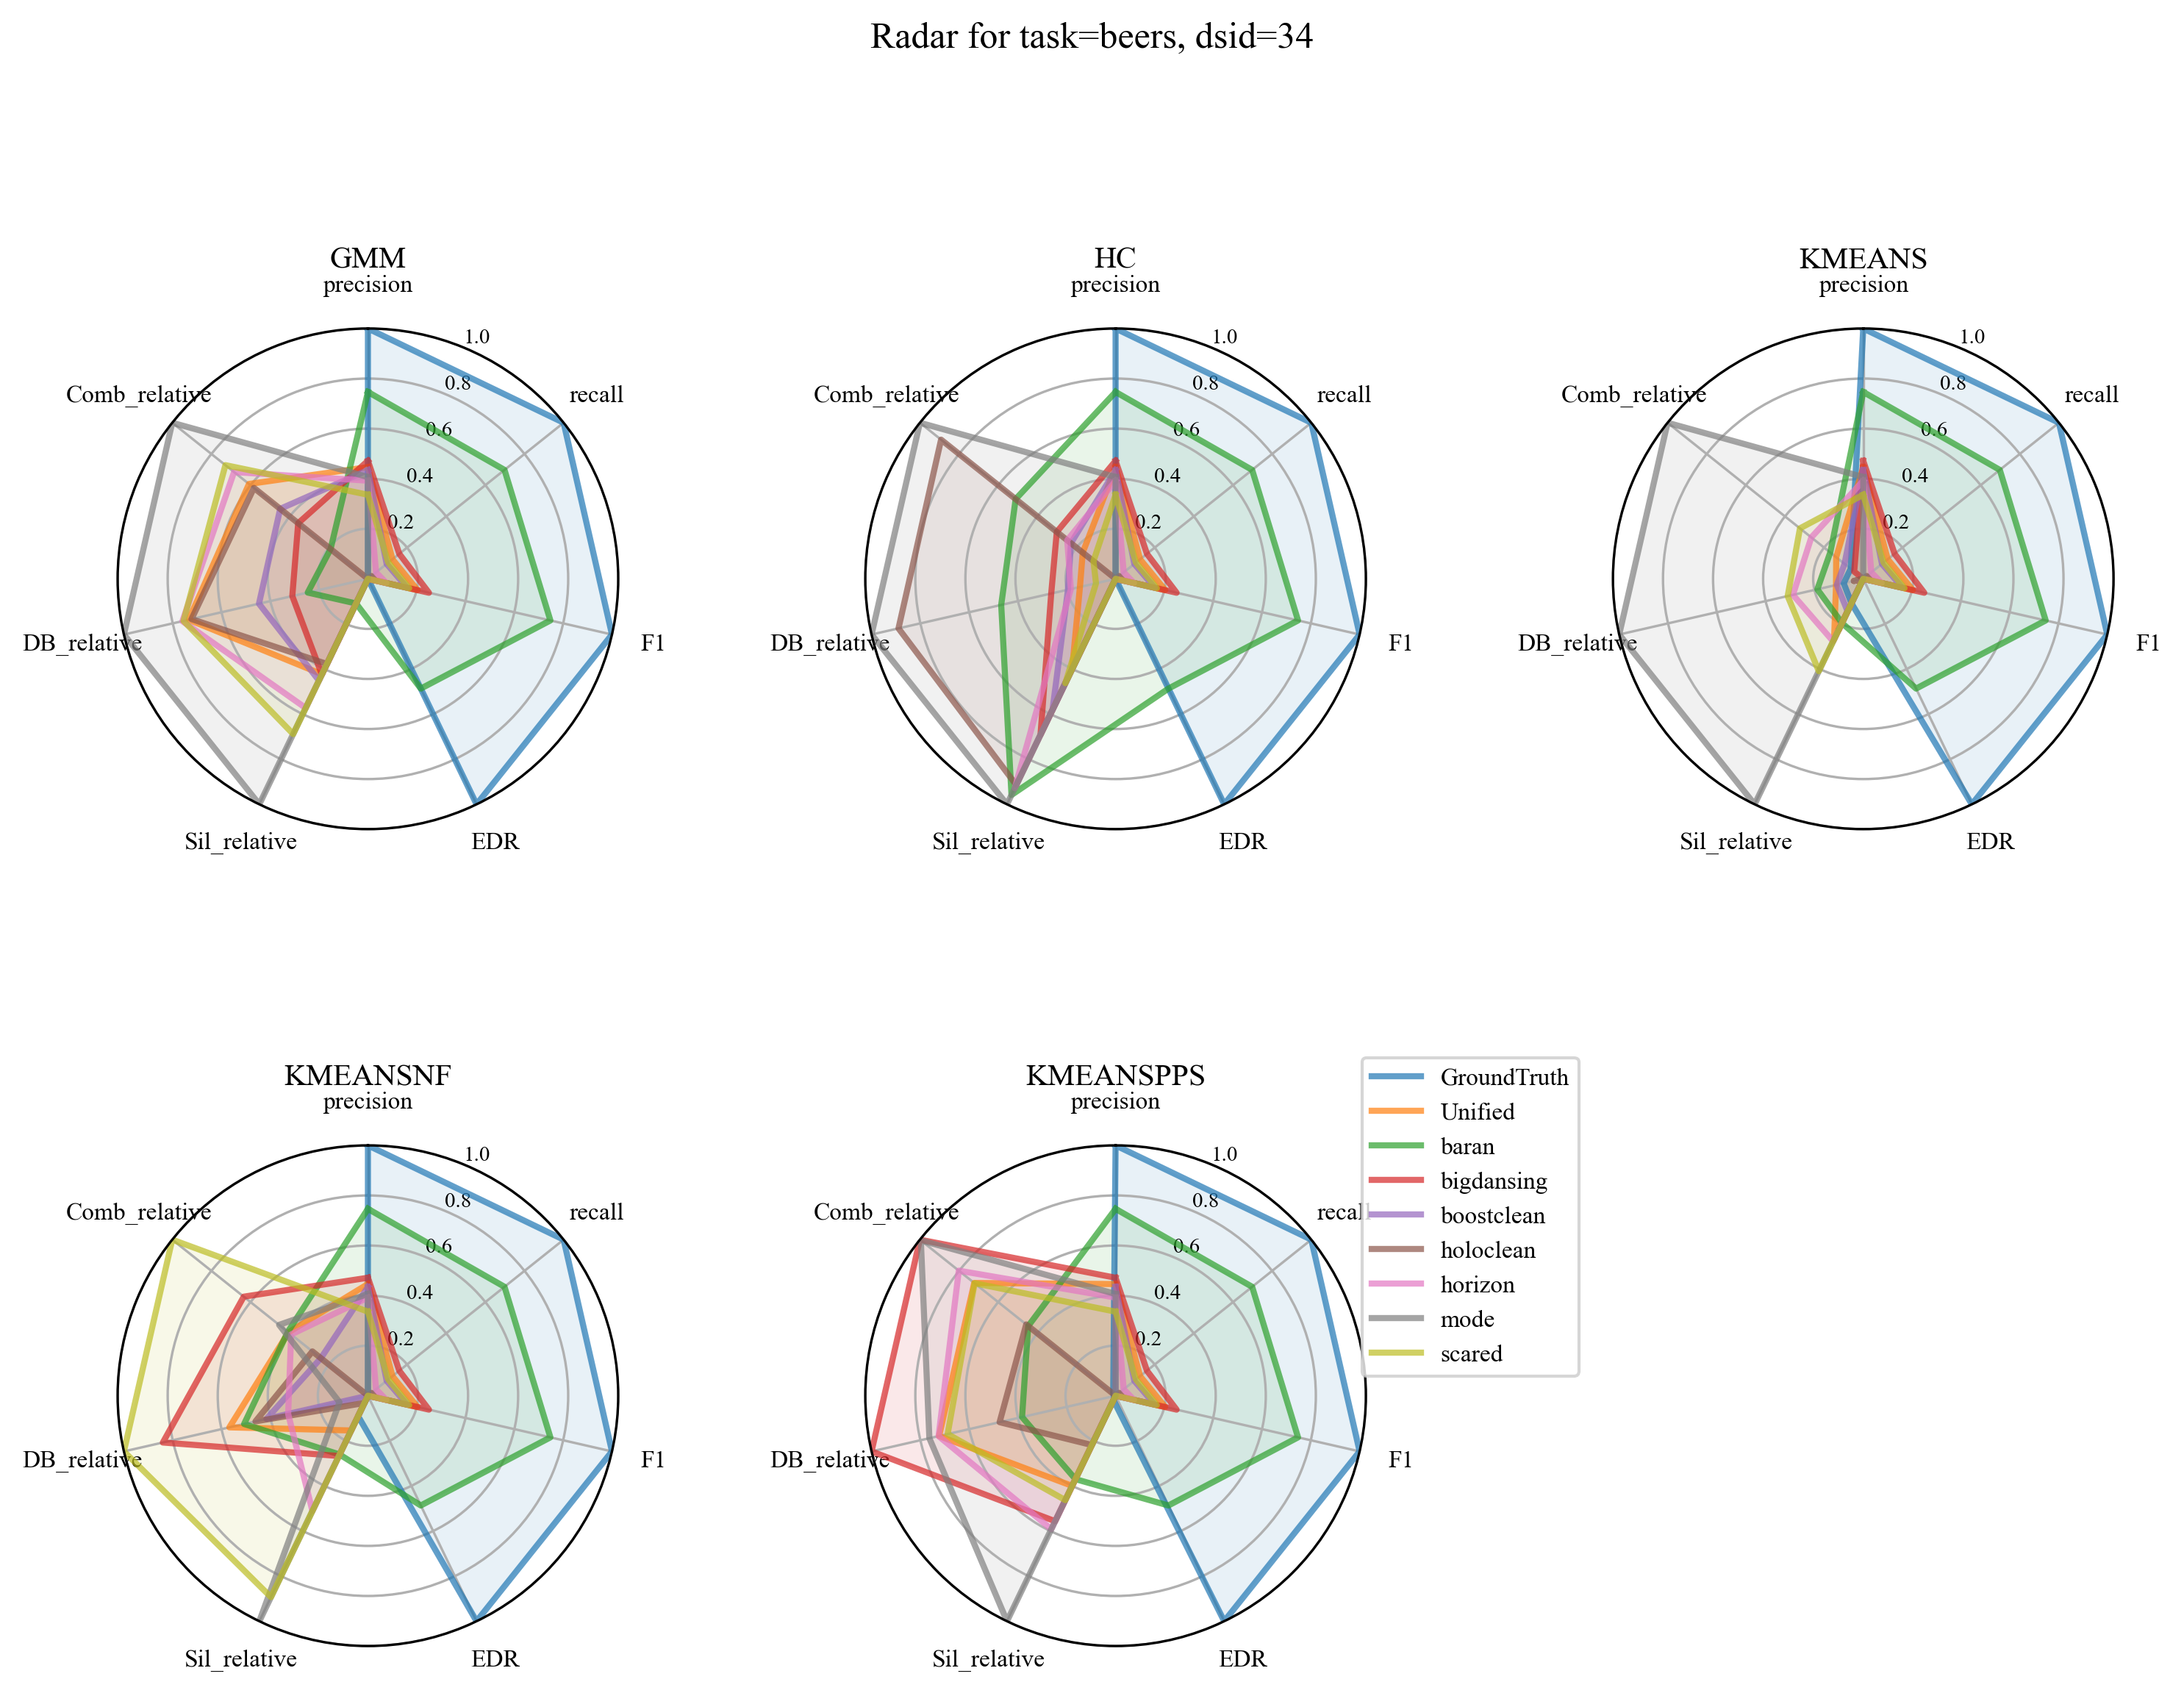 Radar for task=beers, dsid=34
GMM
precision
1.0
0.8
0.6
0.4
0.2
recall
F1
EDR
Sil_relative
DB_relative
Comb_relative
HC
precision
1.0
0.8
0.6
0.4
0.2
recall
F1
EDR
Sil_relative
DB_relative
Comb_relative
KMEANS
precision
1.0
0.8
0.6
0.4
0.2
recall
F1
EDR
Sil_relative
DB_relative
Comb_relative
KMEANSNF
precision
1.0
0.8
0.6
0.4
0.2
recall
F1
EDR
Sil_relative
DB_relative
Comb_relative
KMEANSPPS
precision
1.0
0.8
0.6
0.4
0.2
recall
F1
EDR
Sil_relative
DB_relative
Comb_relative
GroundTruth
Unified
baran
bigdansing
boostclean
holoclean
horizon
mode
scared